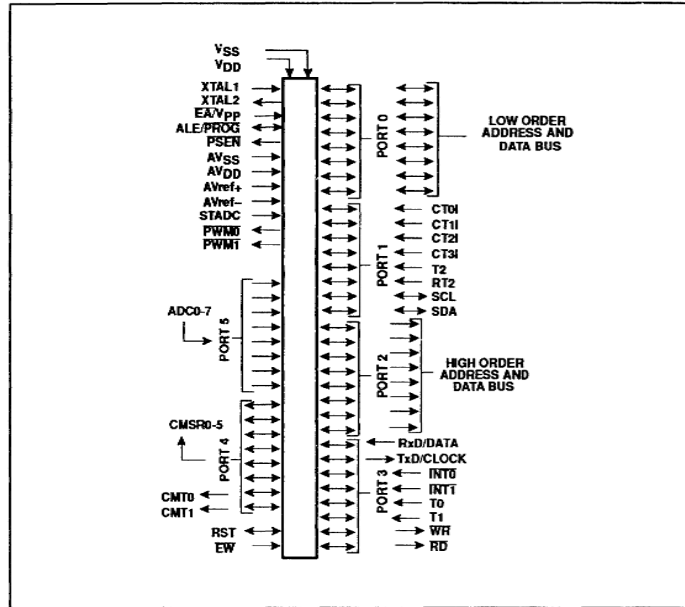 VSS
VDD
XTAL1
XTAL2
EA/VPP
ALE/PROG
PSEN
AVSS
AVDD
AVref+
AVref–
STADC
PWM0
PWM1
ADC0-7
PORT 5
CMSR0-5
PORT 4
CMT0
CMT1
RST
EW
PORT 0
LOW ORDER
ADDRESS AND
DATA BUS
PORT 1
CT0I
CT1I
CT2I
CT3I
T2
RT2
SCL
SDA
PORT 2
HIGH ORDER
ADDRESS AND
DATA BUS
PORT 3
RxD/DATA
TxD/CLOCK
INT0
INT1
T0
T1
WR
RD